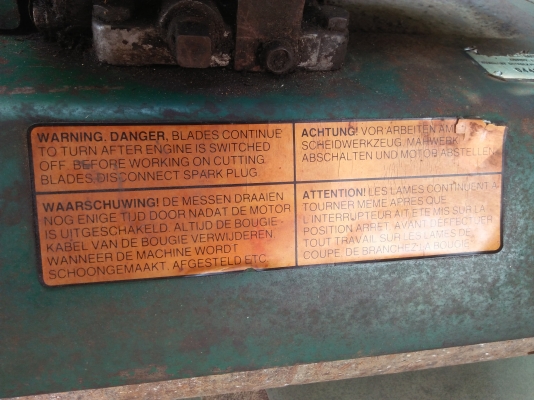 WARNING, DANGER, BLADES CONTINUE
TO TURN AFTER ENGINE IS SWITCHED
OFF. BEFORE WORKING ON CUTTING.
BLADES DISCONNECT SPARK PLUG.
ACHTUNG! VOR ARBEITEN AM
SCHEIDWERKZEUG, MAHWERK
ABSCHALTEN UND MOTOR ABSTELLEN
WAARSCHUWING! DE MESSEN DRAAIEN
NOG ENIGE TIJD DOOR NADAT DE MOTOR
IS UITGESCHAKELD. ALTIJD DE BOUGIE-
KABEL VAN DE BOUGIE VERWIJDEREN
WANNEER DE MACHINE WORDT
SCHOONGEMAAKT, AFGESTELD ETC.
ATTENTION! LES LAMES CONTINUENT A
TOURNER MEME APRES QUE
L'INTERRUPTEUR AIT ETE MIS SUR LA
POSITION ARRET. AVANT
TOUT TRAVAIL SUR LES LAMES DE
COUPE, DE BRANCHEZ LA BOUGIE